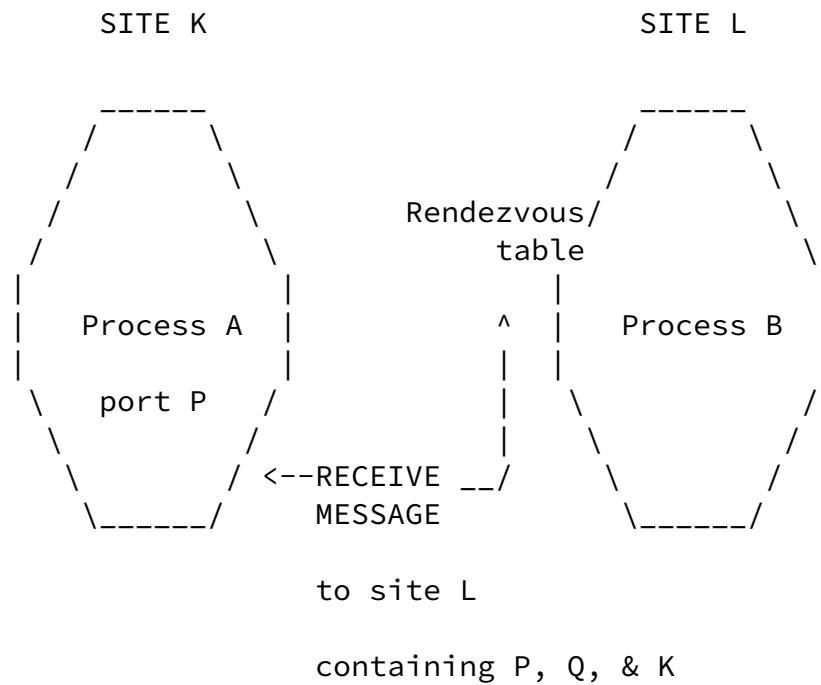 SITE K SITE L
Rendezvous
table
Process A Process B
port P
<--RECEIVE
MESSAGE
to site L
containing P, Q, & K